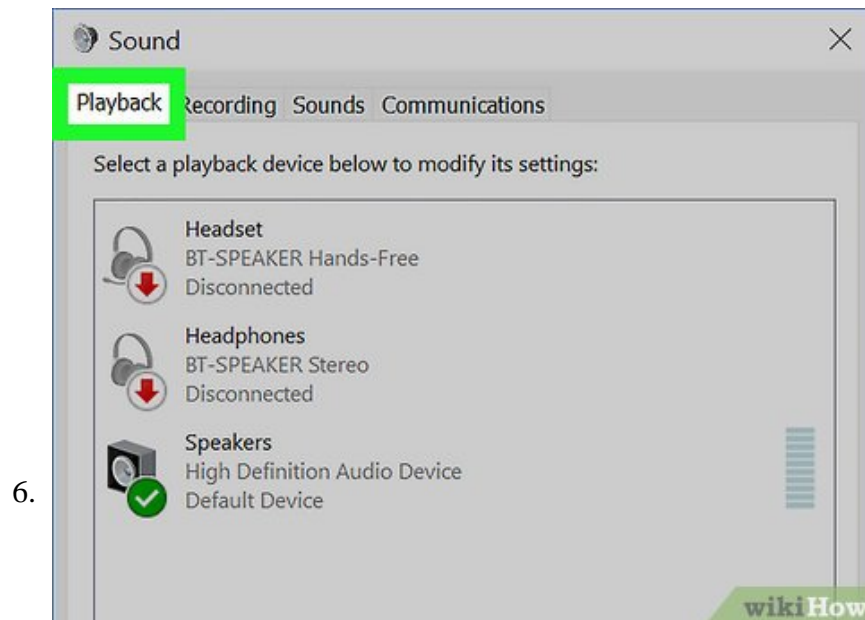 Sound
Playback Recording Sounds Communications
Select a playback device below to modify its settings:
Headset
BT-SPEAKER Hands-Free
Disconnected
Headphones
BT-SPEAKER Stereo
Disconnected
Speakers
High Definition Audio Device
Default Device
6.
wikiHow